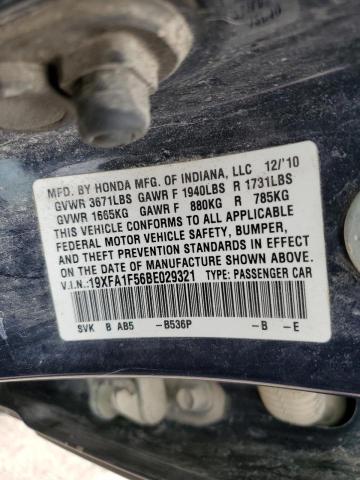 MFD. BY HONDA MFG. OF INDIANA, LLC 12/'10
GVWR 3671LBS GAWR F 1940LBS R 1731LBS
GVWR 1665KG GAWR F 880KG R 785KG
THIS VEHICLE CONFORMS TO ALL APPLICABLE
FEDERAL MOTOR VEHICLE SAFETY, BUMPER,
AND THEFT PREVENTION STANDARDS IN EFFECT
ON THE DATE OF MANUFACTURE SHOWN ABOVE.
V.I.N.: 19XFA1F56BE029321 TYPE: PASSENGER CAR
SVK B AB5 -B536P -B -E